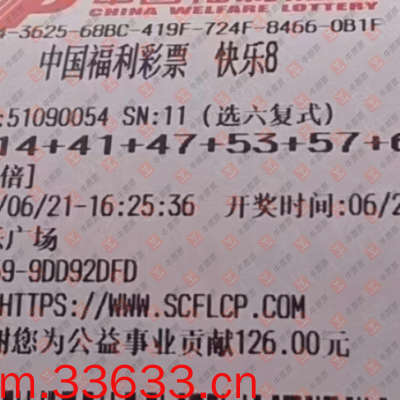 CHINA WELFARE LOTTERY
4-3625-68BC-419F-724F-8466-0B1F
中国福利彩票 快乐8
:51090054 SN:11 (选六复式)
14+41+47+53+57+6
倍]
/06/21-16:25:36 开奖时间:06/2
广场
59-9DD92DFD
HTTPS://WWW.SCFLCP.COM
谢您为公益事业贡献126.00元
m.33633.cn